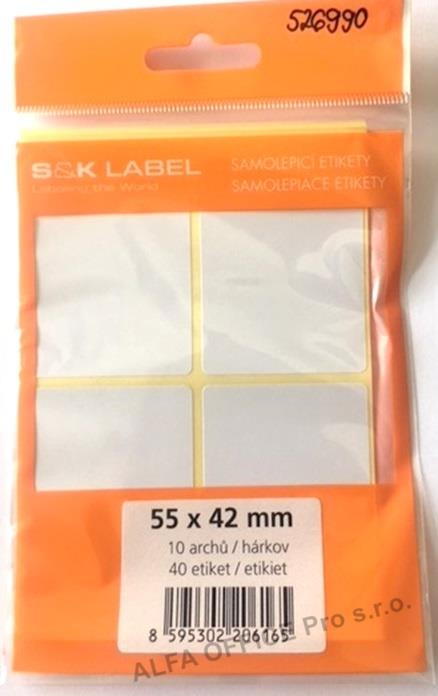 526990
S&K LABEL
Labeling the World
SAMOLEPICÍ ETIKETY
SAMOLEPIACE ETIKETY
55 x 42 mm
10 archů / hárkov
40 etiket / etikiet
8 595302 206165
ALFA OFFICE Pro s.r.o.